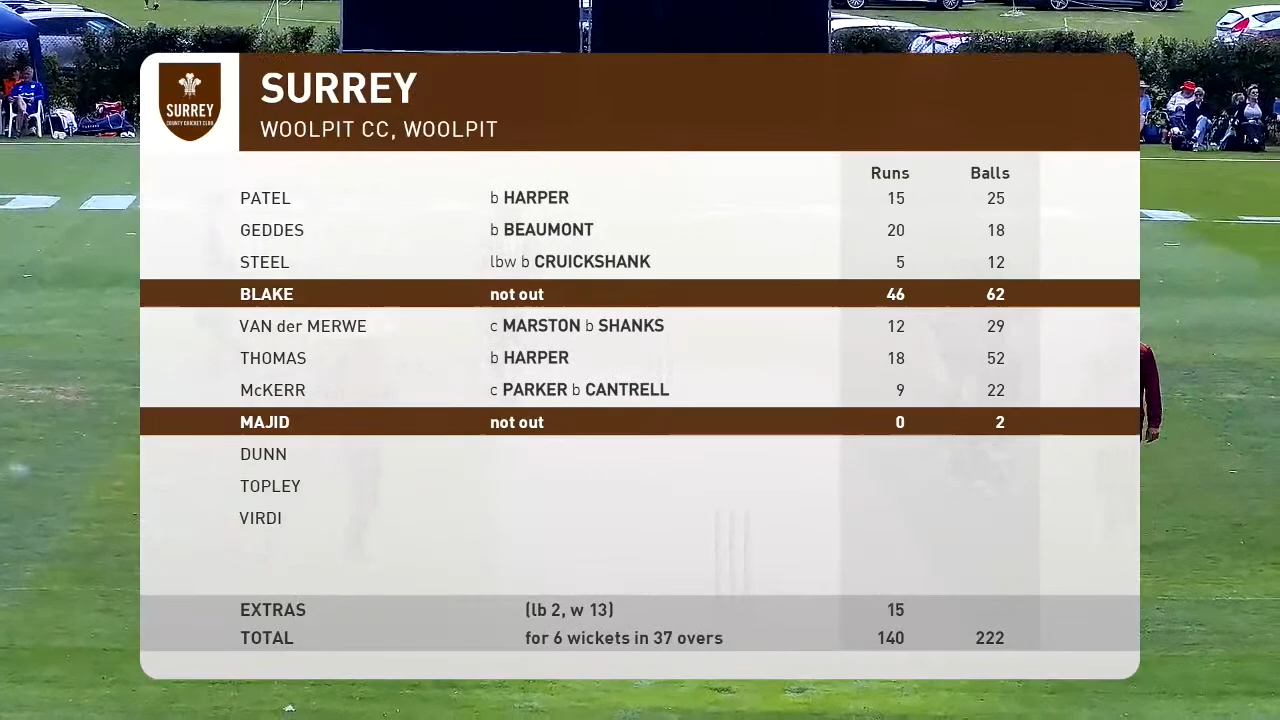 SURREY
COUNTY CRICKET CLUB
SURREY
WOOLPIT CC, WOOLPIT
Runs Balls
PATEL b HARPER 15 25
GEDDES b BEAUMONT 20 18
STEEL lbw b CRUICKSHANK 5 12
BLAKE not out 46 62
VAN der MERWE c MARSTON b SHANKS 12 29
THOMAS b HARPER 18 52
McKERR c PARKER b CANTRELL 9 22
MAJID not out 0 2
DUNN
TOPLEY
VIRDI
EXTRAS (lb 2, w 13) 15
TOTAL for 6 wickets in 37 overs 140 222